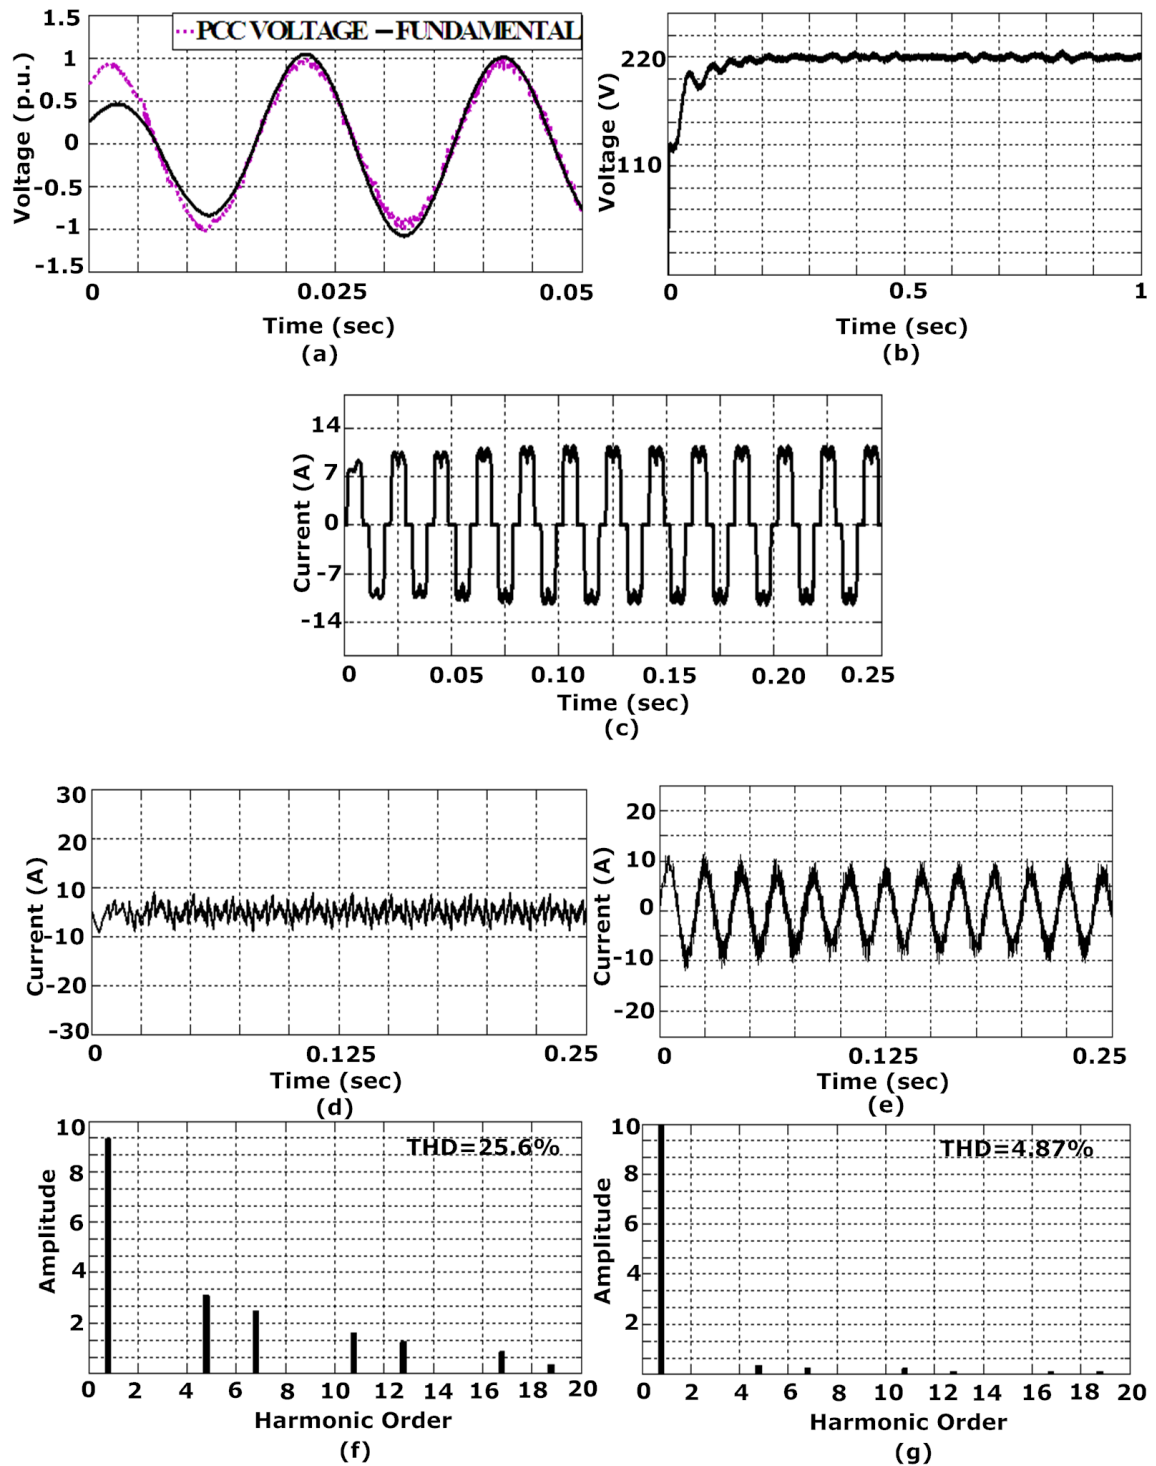 PCC VOLTAGE FUNDAMENTAL
1.5
1
0.5
0
-0.5
-1
-1.5
Voltage (p.u.)
0 0.025 0.05
Time (sec)
(a)
220
110
Voltage (V)
0 0.5 1
Time (sec)
(b)
14
7
0
-7
-14
Current (A)
0 0.05 0.10 0.15 0.20 0.25
Time (sec)
(c)
30
20
10
-10
-20
-30
Current (A)
0 0.125 0.25
Time (sec)
(d)
20
10
0
-10
-20
Current (A)
0 0.125 0.25
Time (sec)
(e)
THD=25.6%
10
8
6
4
2
Amplitude
0 2 4 6 8 10 12 14 16 18 20
Harmonic Order
(f)
THD=4.87%
10
8
6
4
2
Amplitude
0 2 4 6 8 10 12 14 16 18 20
Harmonic Order
(g)